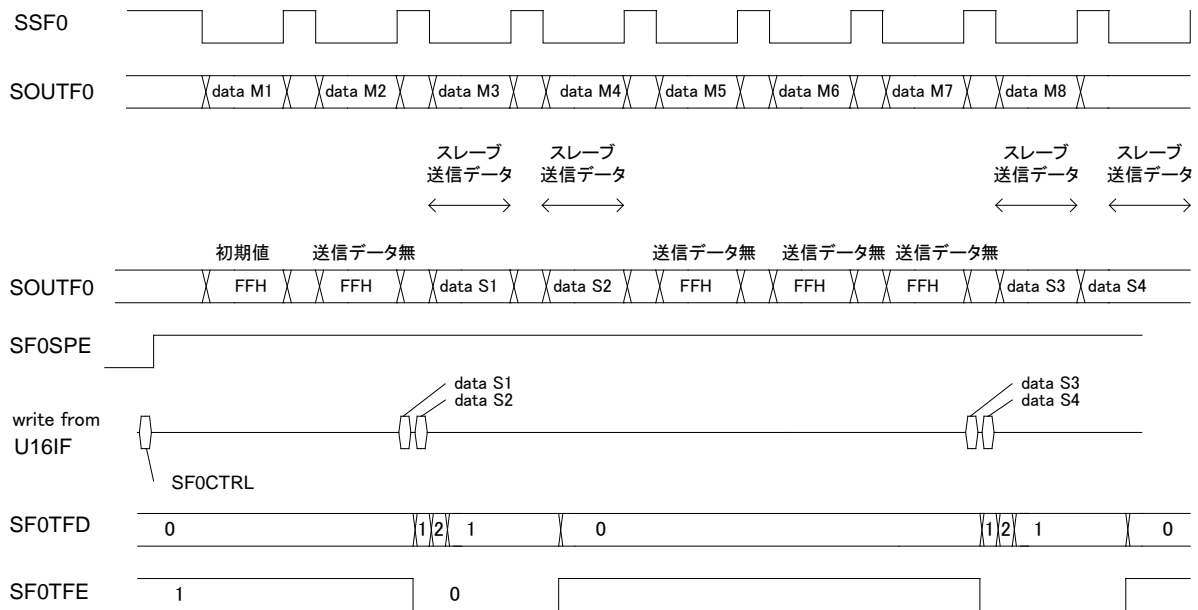 SSF0
SOUTF0 data M1 data M2 data M3 data M4 data M5 data M6 data M7 data M8
スレーブ スレーブ スレーブ スレーブ
送信データ 送信データ 送信データ 送信データ
初期値 送信データ無 送信データ無 送信データ無 送信データ無
SOUTF0 FFH FFH data S1 data S2 FFH FFH FFH data S3 data S4
SF0SPE
data S1 data S3
data S2 data S4
write from
U16IF
SF0CTRL
SF0TFD 0 1 2 1 0 1 2 1 0
SF0TFE 1 0